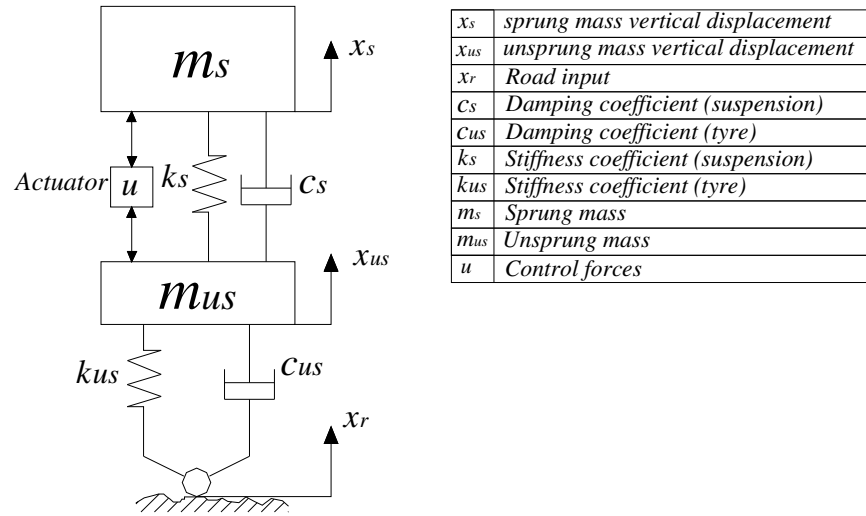 ms
xs
Actuator
u
ks
cs
mus
xus
kus
cus
xr
xs sprung mass vertical displacement
xus unsprung mass vertical displacement
xr Road input
cs Damping coefficient (suspension)
cus Damping coefficient (tyre)
ks Stiffness coefficient (suspension)
kus Stiffness coefficient (tyre)
ms Sprung mass
mus Unsprung mass
u Control forces